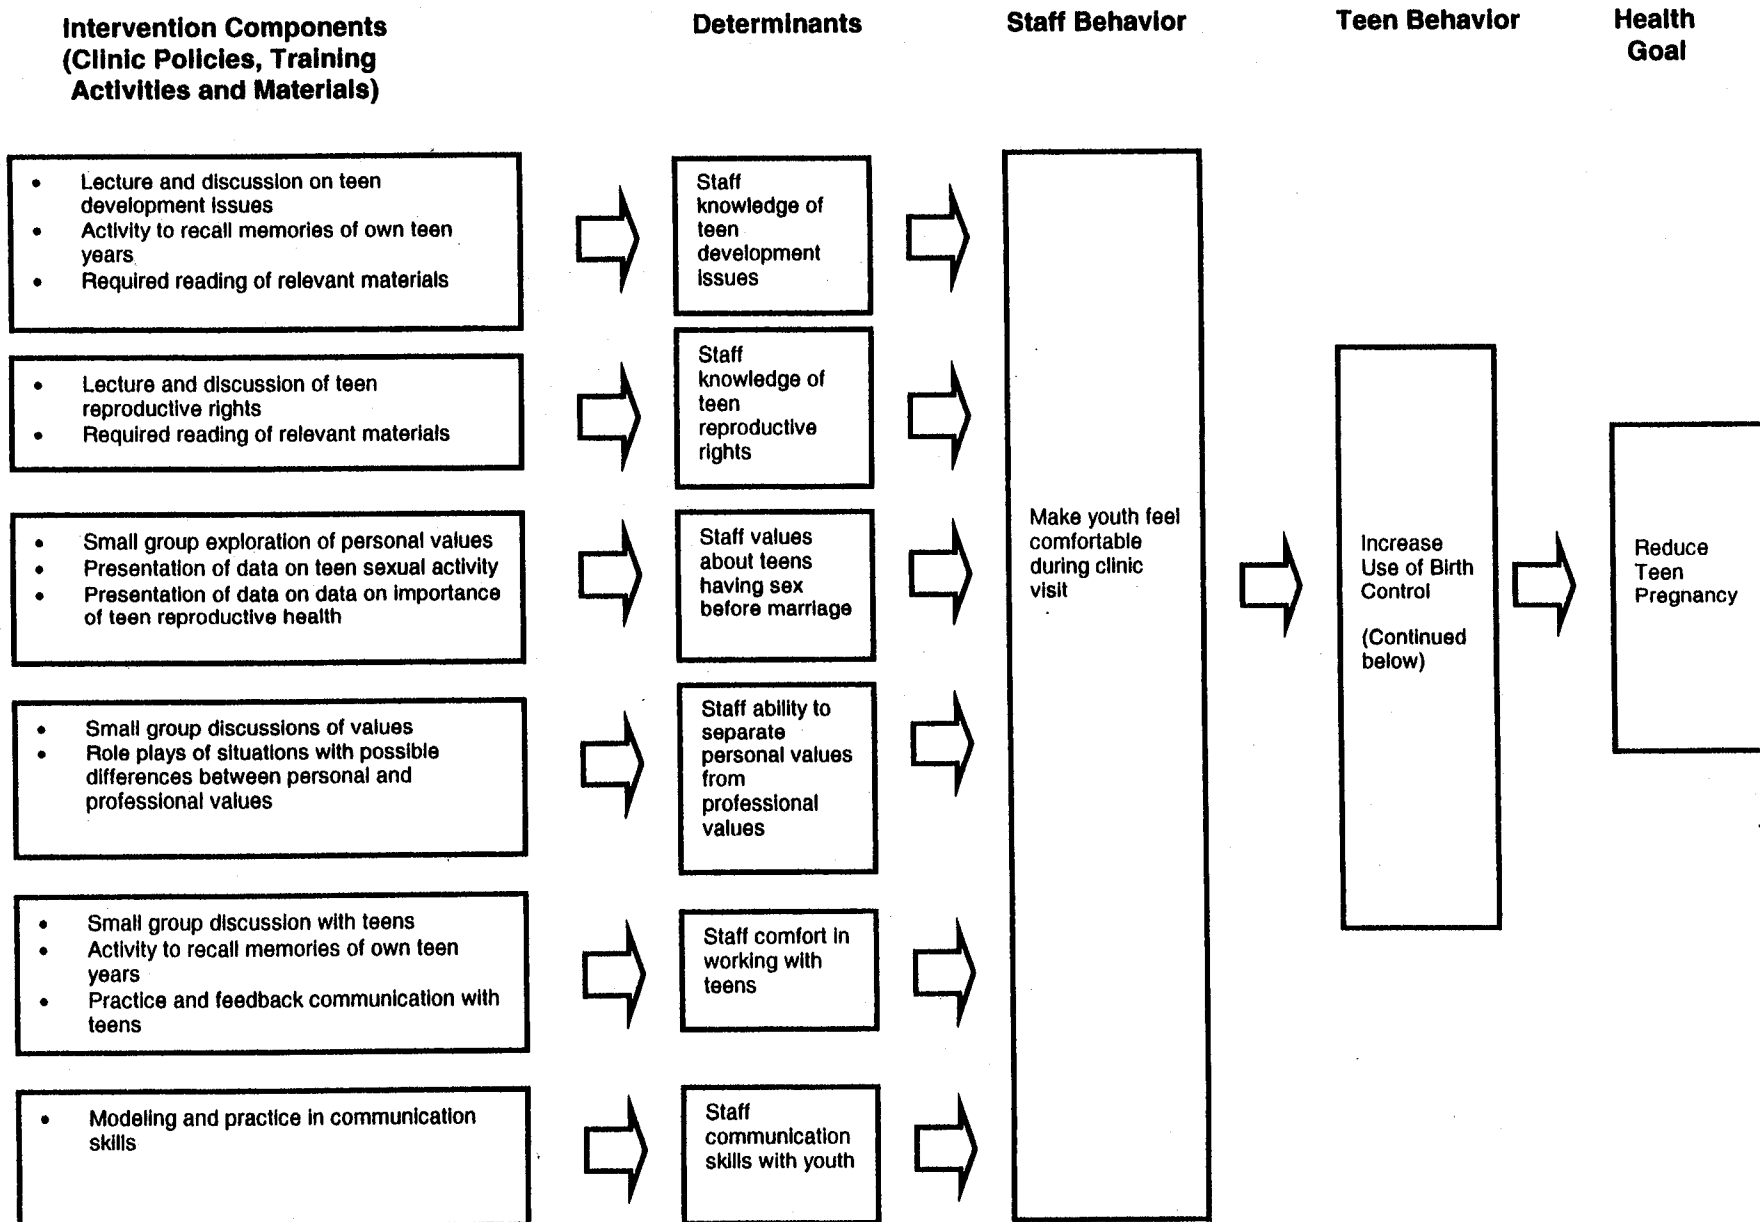 Intervention Components
(Clinic Policies, Training
Activities and Materials)
Determinants
Staff Behavior
Teen Behavior
Health
Goal
• Lecture and discussion on teen
development issues
• Activity to recall memories of own teen
years
• Required reading of relevant materials
Staff
knowledge of
teen
development
issues
• Lecture and discussion of teen
reproductive rights
• Required reading of relevant materials
Staff
knowledge of
teen
reproductive
rights
• Small group exploration of personal values
• Presentation of data on teen sexual activity
• Presentation of data on data on importance
of teen reproductive health
Staff values
about teens
having sex
before marriage
• Small group discussions of values
• Role plays of situations with possible
differences between personal and
professional values
Staff ability to
separate
personal values
from
professional
values
• Small group discussion with teens
• Activity to recall memories of own teen
years
• Practice and feedback communication with
teens
Staff comfort in
working with
teens
• Modeling and practice in communication
skills
Staff
communication
skills with youth
Make youth feel
comfortable
during clinic
visit
Increase
Use of Birth
Control
(Continued
below)
Reduce
Teen
Pregnancy